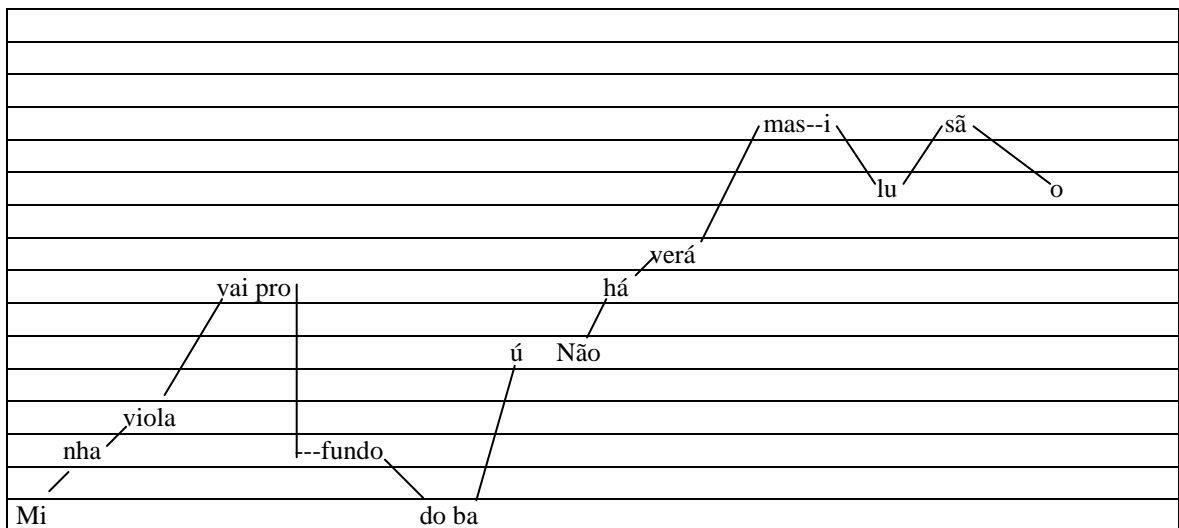 mas--i sã
lu o
verá
vai pro há
ú Não
viola
nha ---fundo
Mi do ba